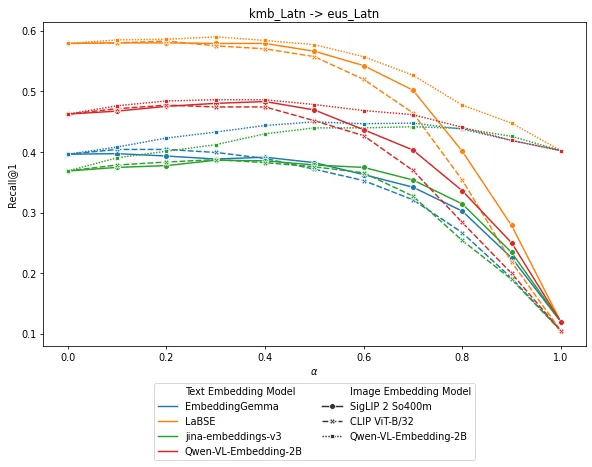 kmb_Latn -> eus_Latn
Recall@1
0.6
0.5
0.4
0.3
0.2
0.1
0.0 0.2 0.4 0.6 0.8 1.0
α
Text Embedding Model Image Embedding Model
EmbeddingGemma SigLIP 2 So400m
LaBSE CLIP ViT-B/32
jina-embeddings-v3 Qwen-VL-Embedding-2B
Qwen-VL-Embedding-2B